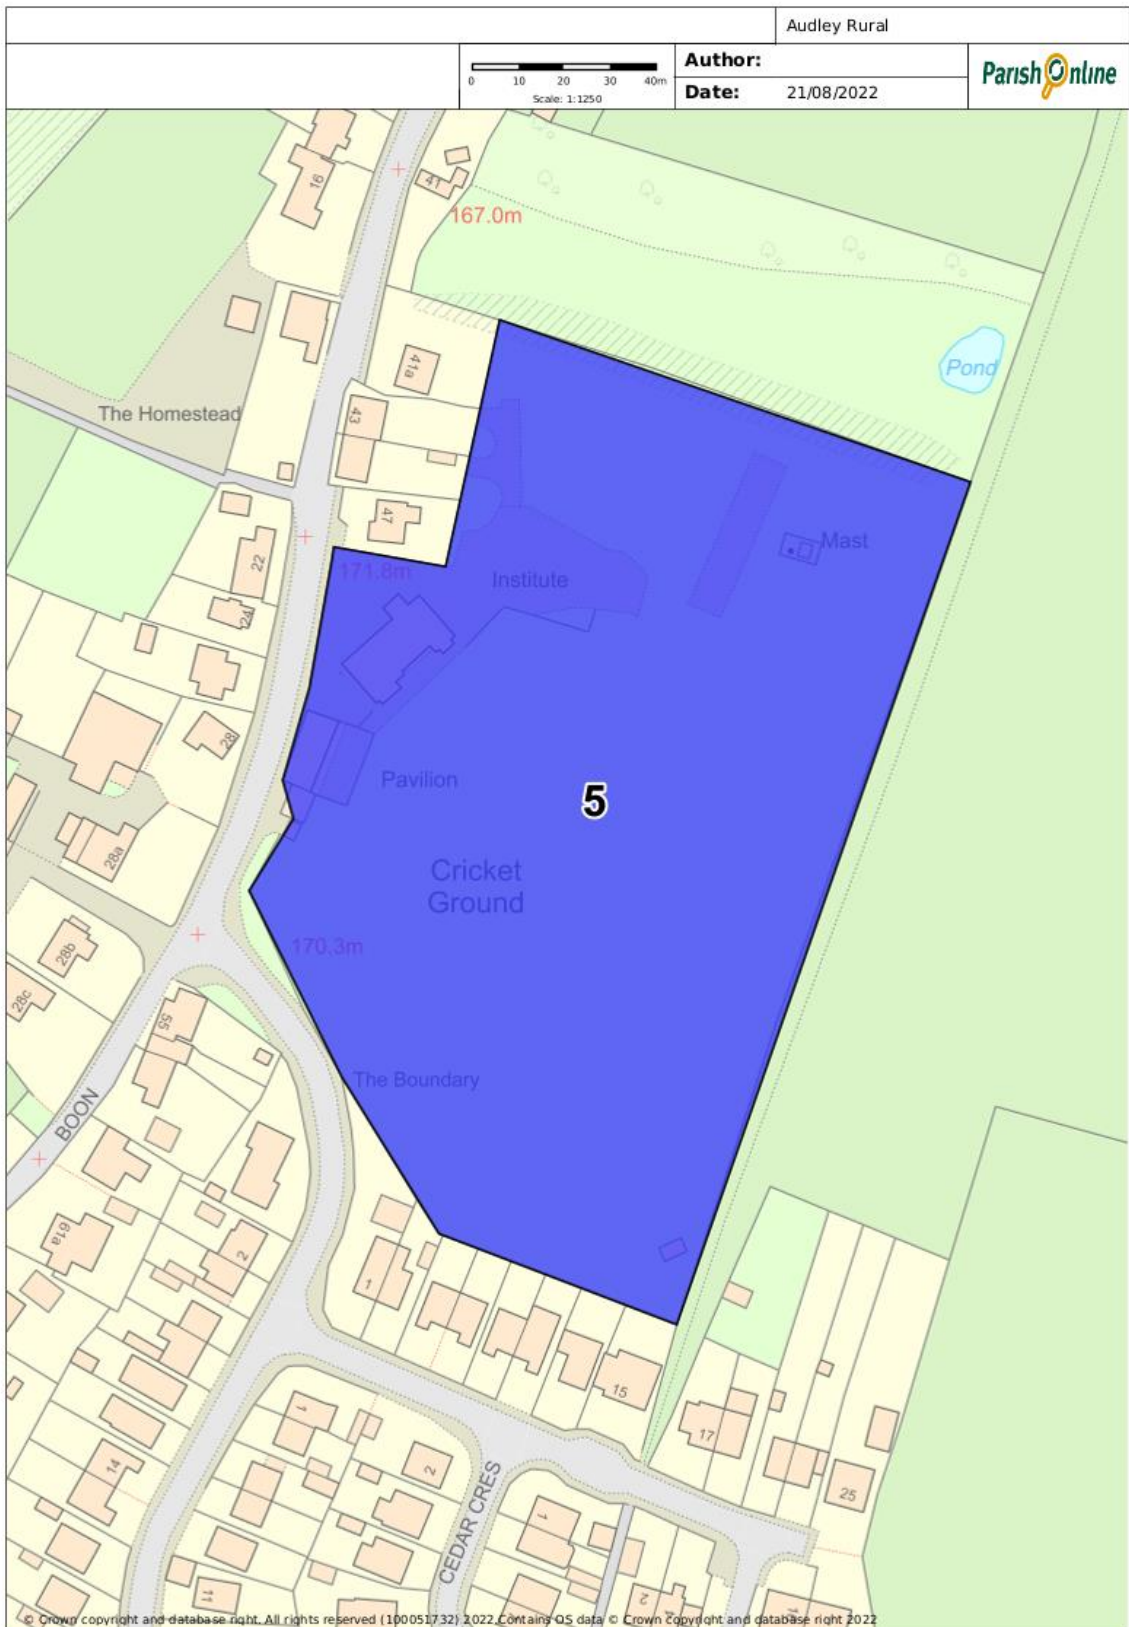 Audley Rural
0 10 20 30 40m
Scale: 1:1250
Author:
Date: 21/08/2022
Parish Online
16
41
167.0m
41a
Pond
The Homestead
43
47
Mast
22
171.8m
Institute
24
28
Pavilion
5
28a
Cricket
Ground
28b
170.3m
28c
55
The Boundary
BOON
61a
2
1
15
17
1
14
2
25
CEDAR CRES
1
11
2
© Crown copyright and database right. All rights reserved (100051732) 2022 Contains OS data © Crown copyright and database right 2022